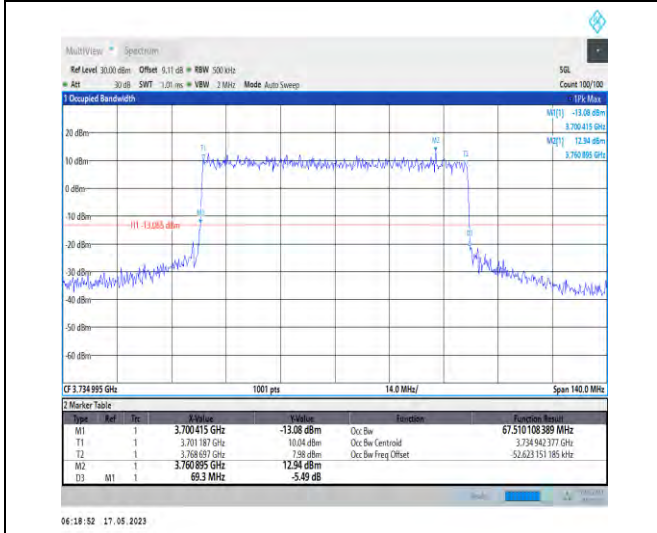 MultiView Spectrum
Ref Level 30.00 dBm Offset 9.11 dB RBW 500 kHz SGL
Att 30 dB SWT 1.01 ms VBW 2 MHz Mode Auto Sweep Count 100/100
1 Occupied Bandwidth 1Pk Max
M1[1] -13.08 dBm
3.700 415 GHz
M2[1] 12.94 dBm
3.760 895 GHz
20 dBm
T1 M2 T2
10 dBm
0 dBm
-10 dBm
M1
H1 -13.065 dBm
D3
-20 dBm
-30 dBm
-40 dBm
-50 dBm
-60 dBm
CF 3.734 995 GHz 1001 pts 14.0 MHz/ Span 140.0 MHz
2 Marker Table
Type Ref Trc X-Value Y-Value Function Function Result
M1 1 3.700 415 GHz -13.08 dBm Occ Bw 67.510 108 389 MHz
T1 1 3.701 187 GHz 10.04 dBm Occ Bw Centroid 3.734 942 377 GHz
T2 1 3.768 697 GHz 7.98 dBm Occ Bw Freq Offset -52.623 151 185 kHz
M2 1 3.760 895 GHz 12.94 dBm
D3 M1 1 69.3 MHz -5.49 dB
Ready
06:18:52 17.05.2023